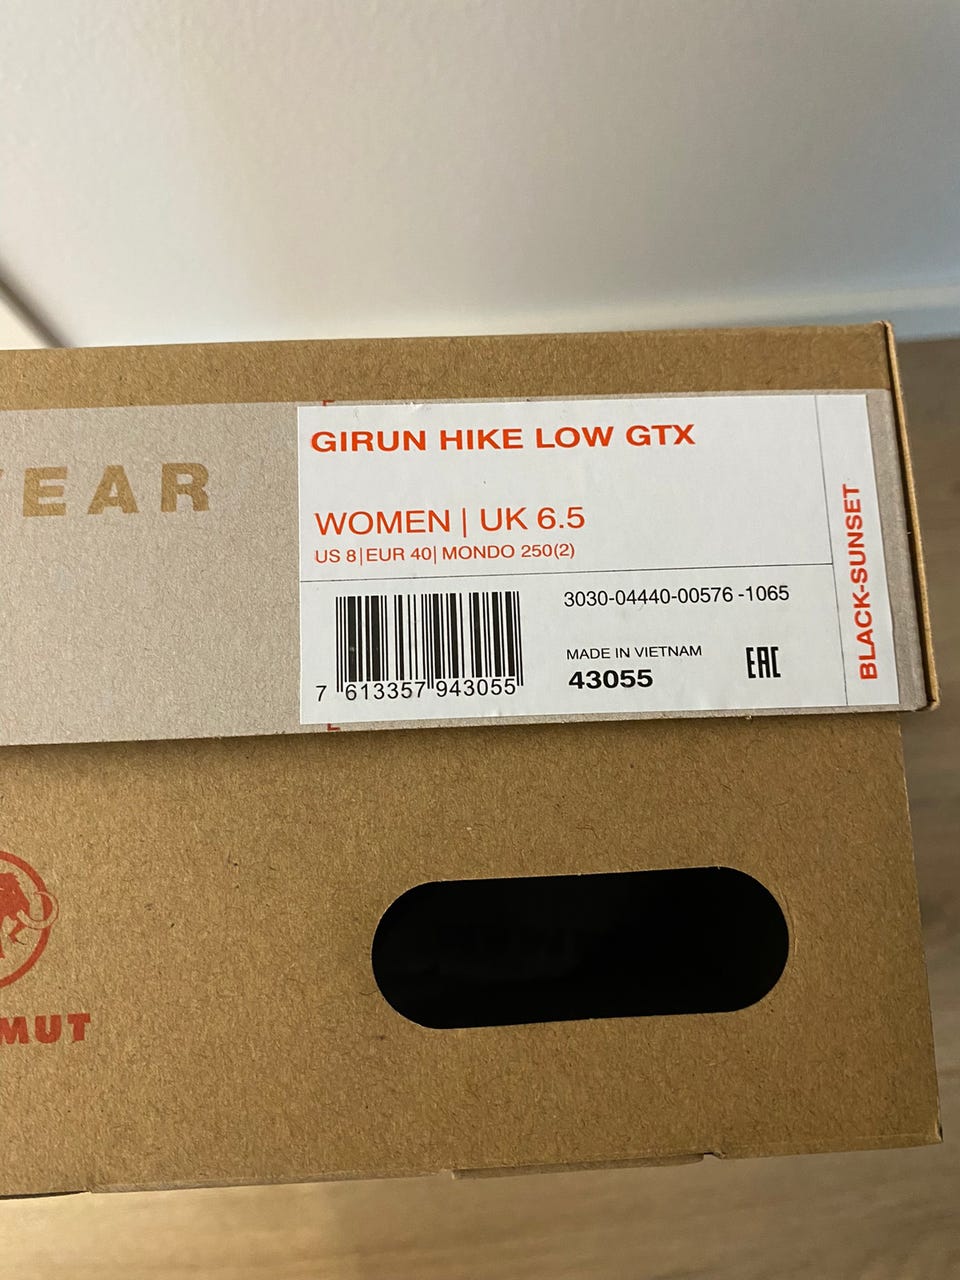 EAR
GIRUN HIKE LOW GTX
WOMEN | UK 6.5
US 8|EUR 40| MONDO 250(2)
3030-04440-00576 -1065
MADE IN VIETNAM
43055
EAC
7 613357 943055
BLACK-SUNSET
MUT